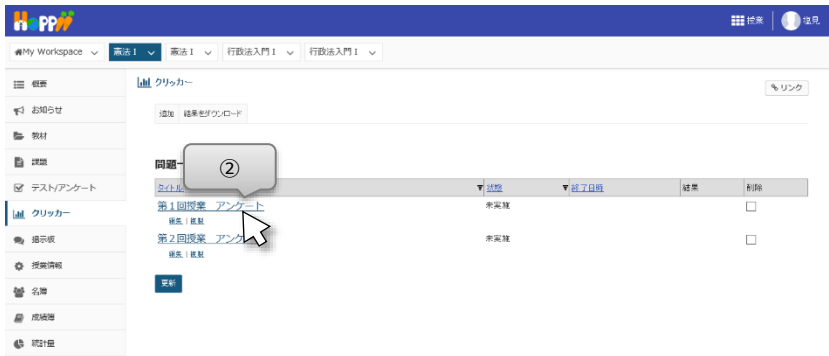 HoPPii
授業
塩見
My Workspace
憲法Ⅰ
憲法Ⅰ
行政法入門Ⅰ
行政法入門Ⅰ
概要
クリッカー
リンク
お知らせ
追加 結果をダウンロード
教材
課題
問題一
②
テスト/アンケート
タイトル
▼ 状態
▼ 終了日時
結果
削除
クリッカー
第１回授業 アンケート
未実施
編集 | 複製
掲示板
第２回授業 アンケ
未実施
編集 | 複製
授業情報
更新
名簿
成績簿
統計量